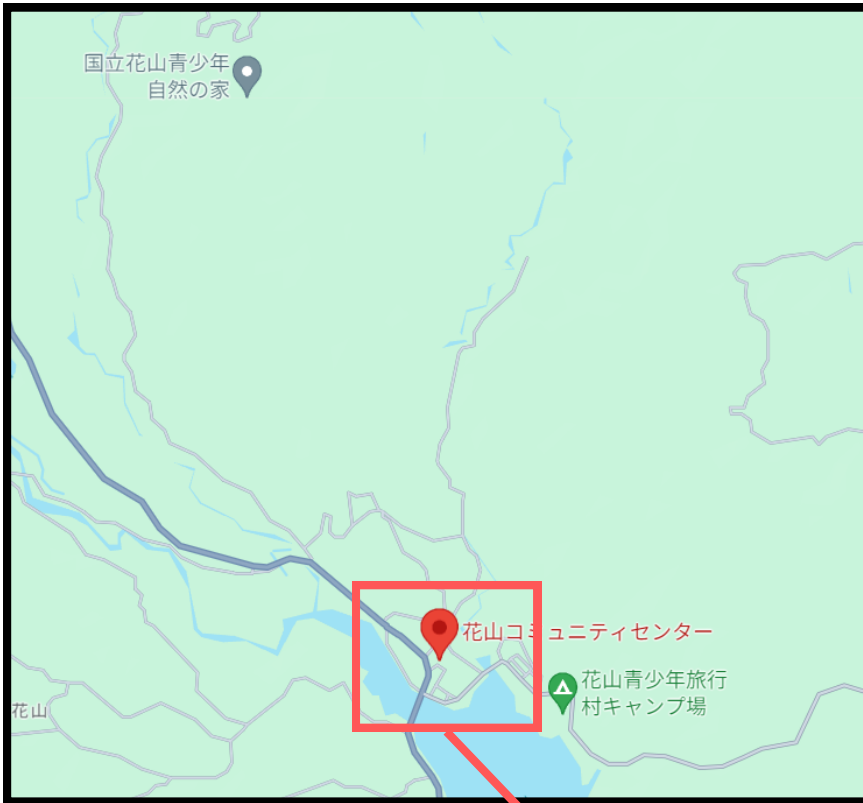 国立花山青少年
自然の家
花山コミュニティセンター
花山青少年旅行
村キャンプ場
花山